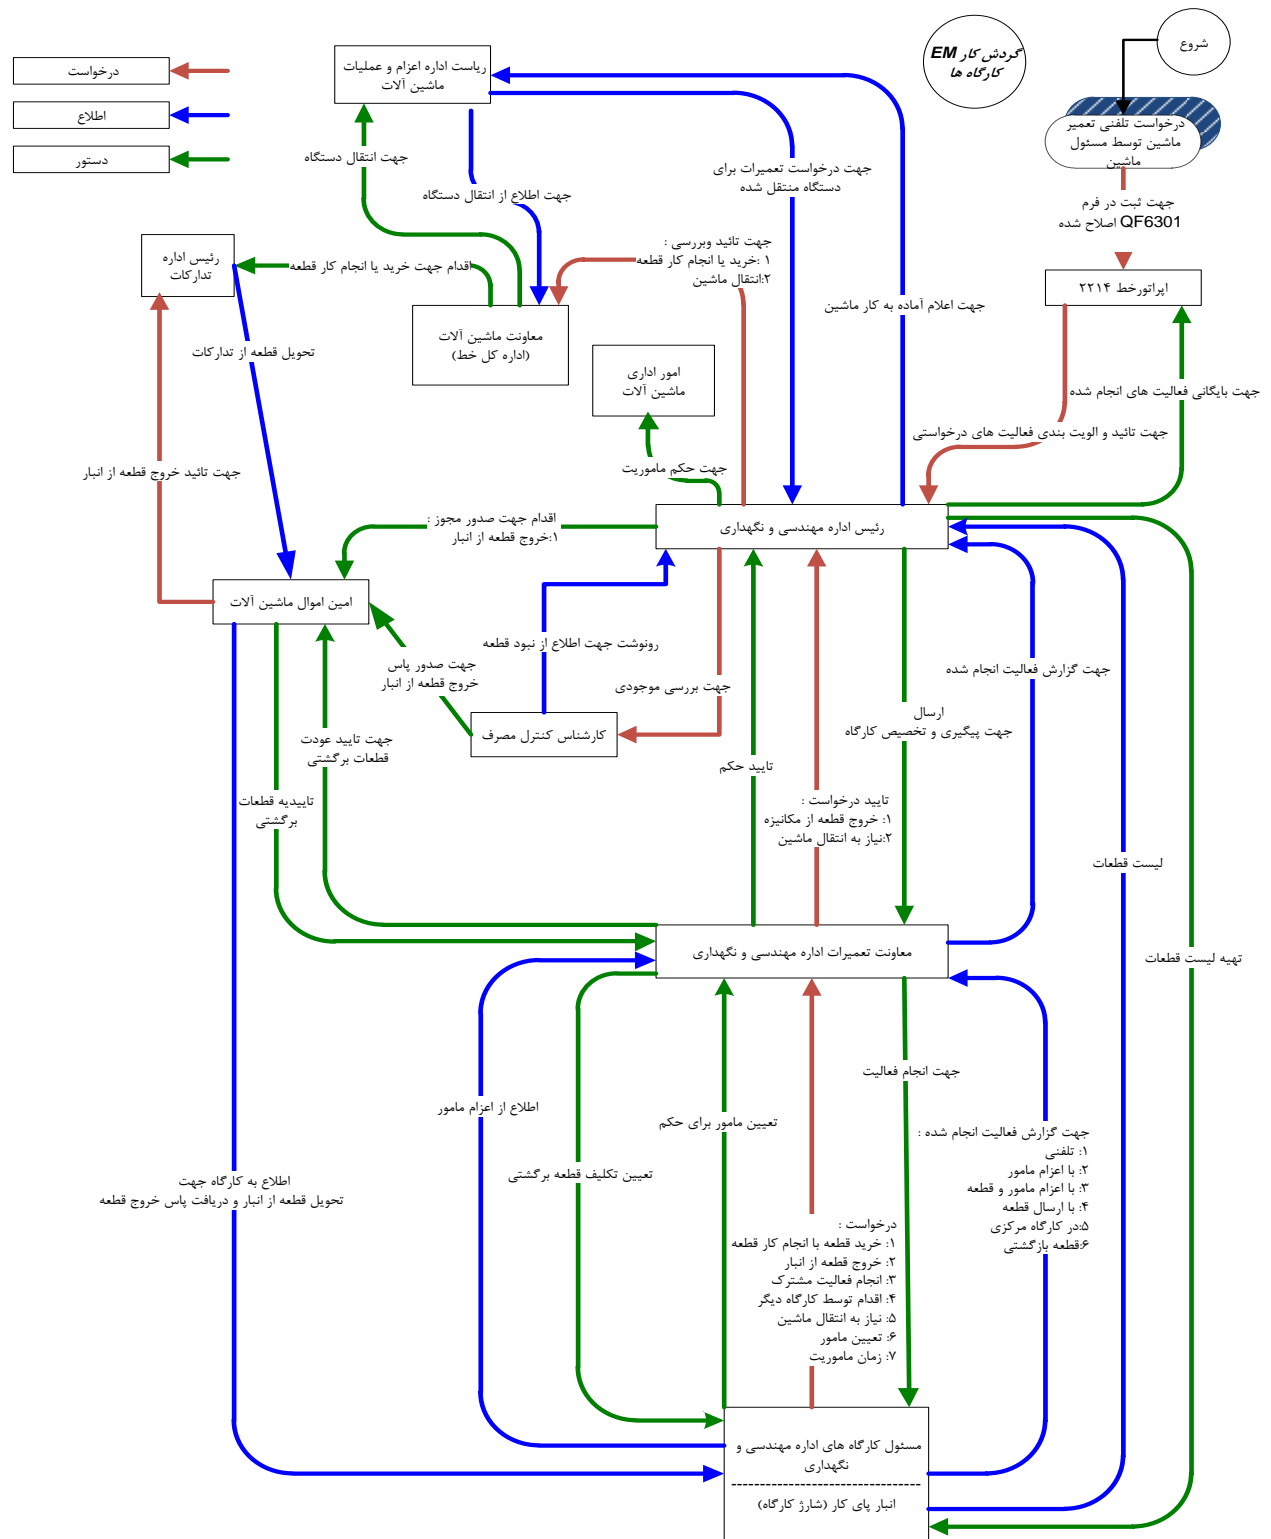 شروع
گردش کار EM
کارگاه ها
درخواست
اطلاع
دستور
ریاست اداره اعزام و عملیات
ماشین آلات
درخواست تلفنی تعمیر
ماشین توسط مسئول
ماشین
جهت انتقال دستگاه
جهت اطلاع از انتقال دستگاه
جهت درخواست تعمیرات برای
دستگاه منتقل شده
جهت ثبت در فرم
QF6301 اصلاح شده
رئیس اداره
تدارکات
اقدام جهت خرید یا انجام کار قطعه
جهت تائید وبررسی :
۱ :خرید یا انجام کار قطعه
۲:انتقال ماشین
اپراتورخط ۲۲۱۴
جهت اعلام آماده به کار ماشین
معاونت ماشین آلات
(اداره کل خط)
تحویل قطعه از تدارکات
امور اداری
ماشین آلات
جهت بایگانی فعالیت های انجام شده
جهت تائید و الویت بندی فعالیت های درخواستی
جهت تائید خروج قطعه از انبار
جهت حکم ماموریت
اقدام جهت صدور مجوز :
۱:خروج قطعه از انبار
رئیس اداره مهندسی و نگهداری
امین اموال ماشین آلات
رونوشت جهت اطلاع از نبود قطعه
جهت صدور پاس
خروج قطعه از انبار
جهت بررسی موجودی
جهت گزارش فعالیت انجام شده
ارسال
جهت پیگیری و تخصیص کارگاه
کارشناس کنترل مصرف
جهت تایید عودت
قطعات برگشتی
تایید حکم
تاییدیه قطعات
برگشتی
تایید درخواست :
۱: خروج قطعه از مکانیزه
۲:نیاز به انتقال ماشین
لیست قطعات
معاونت تعمیرات اداره مهندسی و نگهداری
تهیه لیست قطعات
جهت انجام فعالیت
اطلاع از اعزام مامور
تعیین مامور برای حکم
جهت گزارش فعالیت انجام شده :
۱: تلفنی
۲: با اعزام مامور
۳: با اعزام مامور و قطعه
۴: با ارسال قطعه
۵:در کارگاه مرکزی
۶:قطعه بازگشتی
تعیین تکلیف قطعه برگشتی
اطلاع به کارگاه جهت
تحویل قطعه از انبار و دریافت پاس خروج قطعه
درخواست :
۱: خرید قطعه با انجام کار قطعه
۲: خروج قطعه از انبار
۳: انجام فعالیت مشترک
۴: اقدام توسط کارگاه دیگر
۵: نیاز به انتقال ماشین
۶: تعیین مامور
۷: زمان ماموریت
مسئول کارگاه های اداره مهندسی و
نگهداری
--------------------------------
انبار پای کار (شارژ کارگاه)